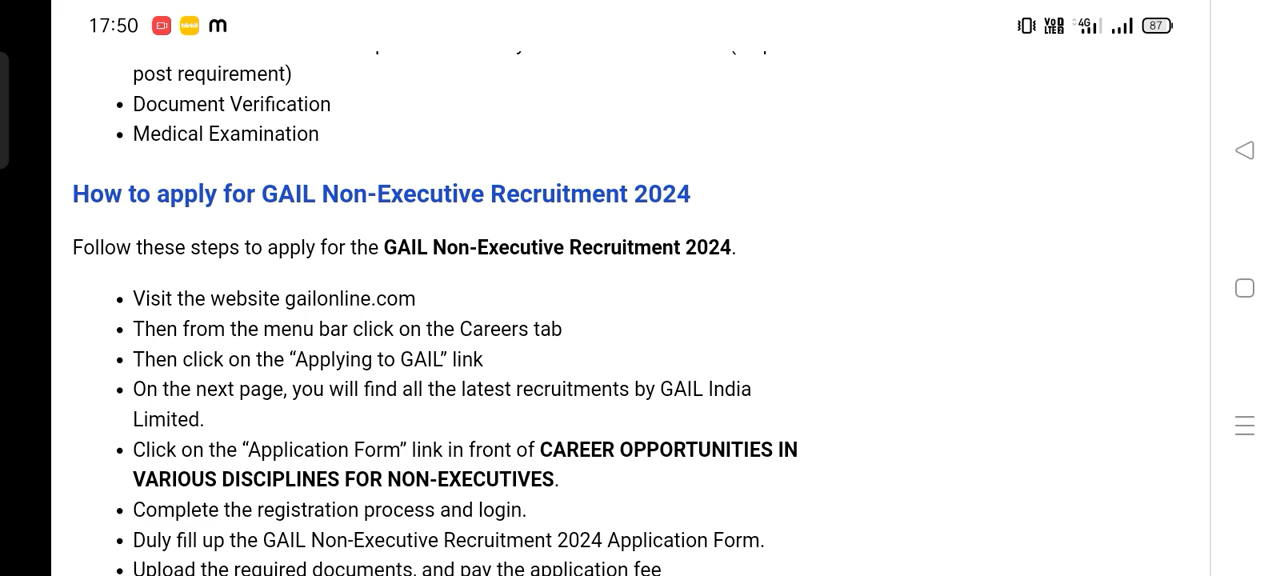 17:50 blinkit m VoD LTE2 4G 87
post requirement)
• Document Verification
• Medical Examination
How to apply for GAIL Non-Executive Recruitment 2024
Follow these steps to apply for the GAIL Non-Executive Recruitment 2024.
• Visit the website gailonline.com
• Then from the menu bar click on the Careers tab
• Then click on the “Applying to GAIL” link
• On the next page, you will find all the latest recruitments by GAIL India
Limited.
• Click on the “Application Form” link in front of CAREER OPPORTUNITIES IN
VARIOUS DISCIPLINES FOR NON-EXECUTIVES.
• Complete the registration process and login.
• Duly fill up the GAIL Non-Executive Recruitment 2024 Application Form.
• Upload the required documents, and pay the application fee